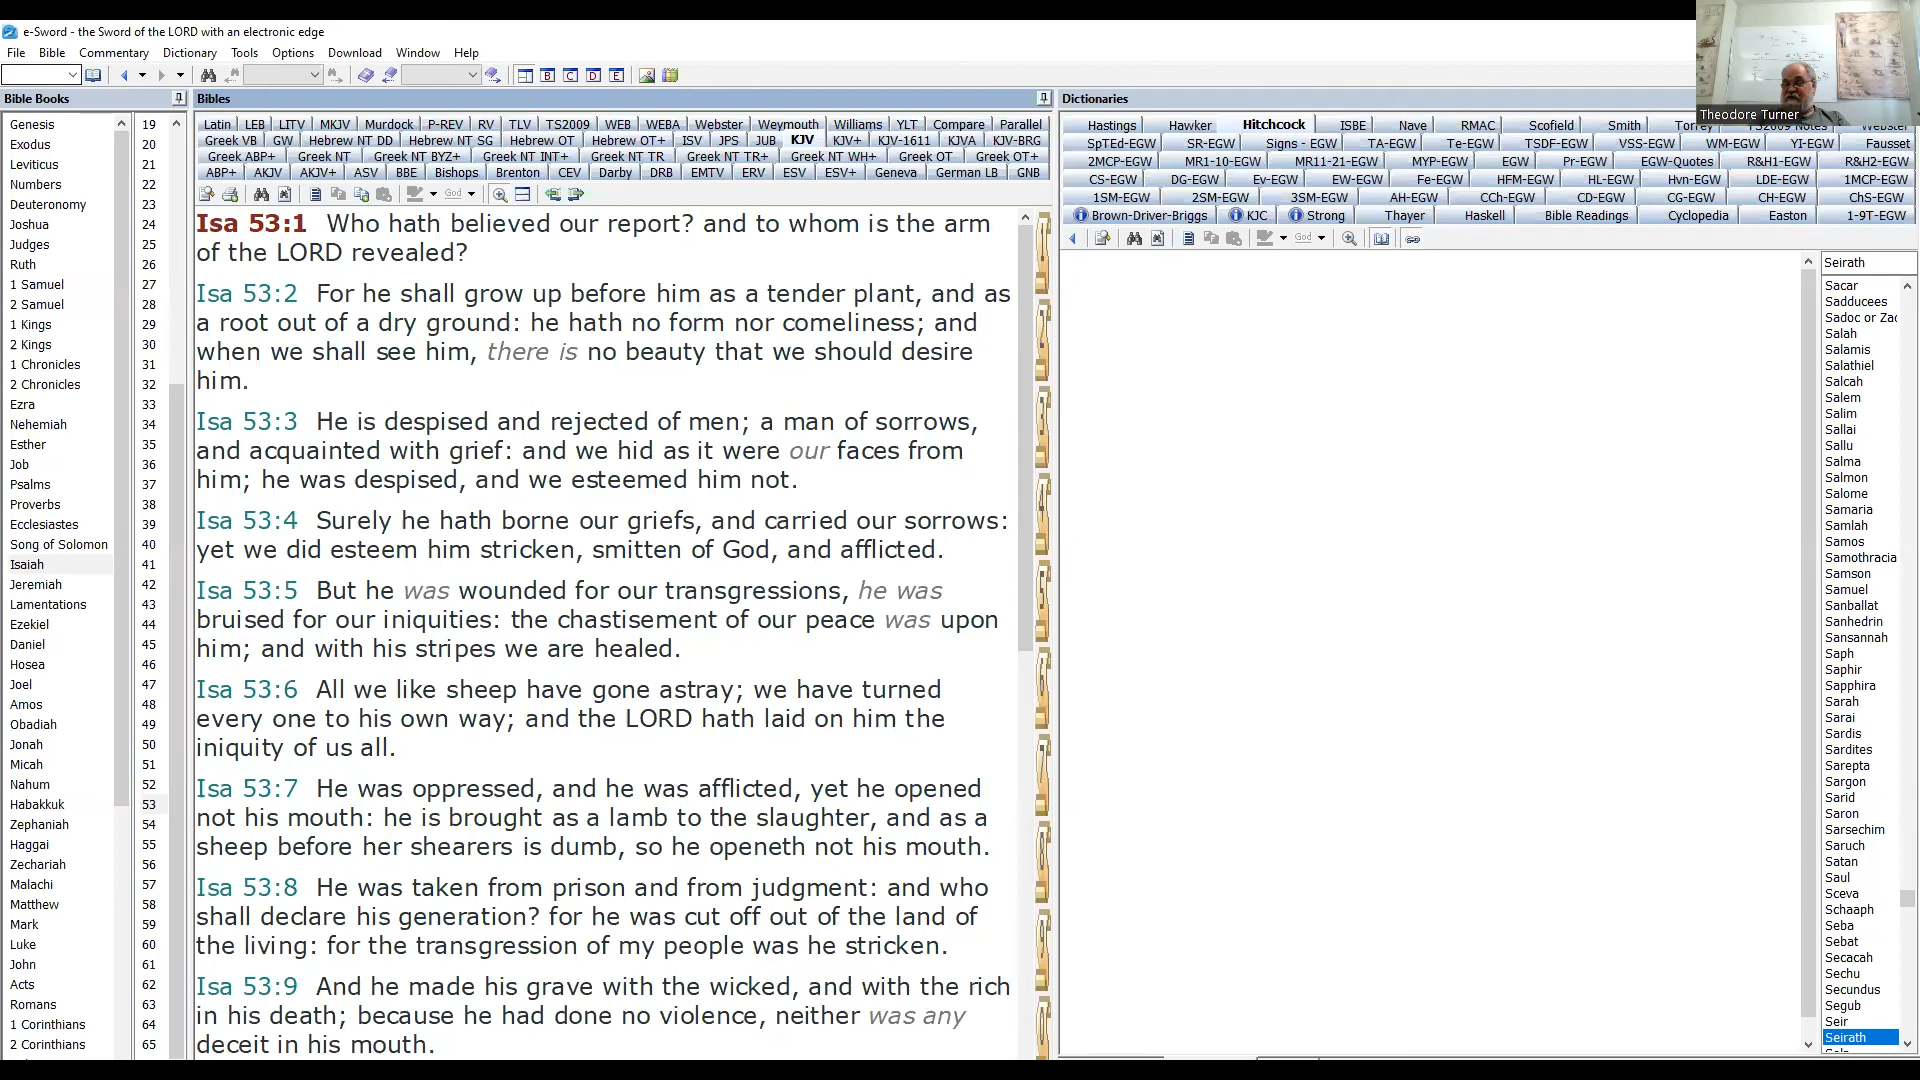 e-Sword - the Sword of the LORD with an electronic edge
File Bible Commentary Dictionary Tools Options Download Window Help
B C D E
Theodore Turner
Bible Books
Genesis
Exodus
Leviticus
Numbers
Deuteronomy
Joshua
Judges
Ruth
1 Samuel
2 Samuel
1 Kings
2 Kings
1 Chronicles
2 Chronicles
Ezra
Nehemiah
Esther
Job
Psalms
Proverbs
Ecclesiastes
Song of Solomon
Isaiah
Jeremiah
Lamentations
Ezekiel
Daniel
Hosea
Joel
Amos
Obadiah
Jonah
Micah
Nahum
Habakkuk
Zephaniah
Haggai
Zechariah
Malachi
Matthew
Mark
Luke
John
Acts
Romans
1 Corinthians
2 Corinthians
19
20
21
22
23
24
25
26
27
28
29
30
31
32
33
34
35
36
37
38
39
40
41
42
43
44
45
46
47
48
49
50
51
52
53
54
55
56
57
58
59
60
61
62
63
64
65
Bibles
Latin LEB LITV MKJV Murdock P-REV RV TLV TS2009 WEB WEBA Webster Weymouth Williams YLT Compare Parallel
Greek VB GW Hebrew NT DD Hebrew NT SG Hebrew OT Hebrew OT+ ISV JPS JUB KJV KJV+ KJV-1611 KJVA KJV-BRG
Greek ABP+ Greek NT Greek NT BYZ+ Greek NT INT+ Greek NT TR Greek NT TR+ Greek NT WH+ Greek OT Greek OT+
ABP+ AKJV AKJV+ ASV BBE Bishops Brenton CEV Darby DRB EMTV ERV ESV ESV+ Geneva German LB GNB
God
Isa 53:1 Who hath believed our report? and to whom is the arm
of the LORD revealed?
Isa 53:2 For he shall grow up before him as a tender plant, and as
a root out of a dry ground: he hath no form nor comeliness; and
when we shall see him, there is no beauty that we should desire
him.
Isa 53:3 He is despised and rejected of men; a man of sorrows,
and acquainted with grief: and we hid as it were our faces from
him; he was despised, and we esteemed him not.
Isa 53:4 Surely he hath borne our griefs, and carried our sorrows:
yet we did esteem him stricken, smitten of God, and afflicted.
Isa 53:5 But he was wounded for our transgressions, he was
bruised for our iniquities: the chastisement of our peace was upon
him; and with his stripes we are healed.
Isa 53:6 All we like sheep have gone astray; we have turned
every one to his own way; and the LORD hath laid on him the
iniquity of us all.
Isa 53:7 He was oppressed, and he was afflicted, yet he opened
not his mouth: he is brought as a lamb to the slaughter, and as a
sheep before her shearers is dumb, so he openeth not his mouth.
Isa 53:8 He was taken from prison and from judgment: and who
shall declare his generation? for he was cut off out of the land of
the living: for the transgression of my people was he stricken.
Isa 53:9 And he made his grave with the wicked, and with the rich
in his death; because he had done no violence, neither was any
deceit in his mouth.
Dictionaries
Hastings Hawker Hitchcock ISBE Nave RMAC Scofield Smith Torrey TS2009 Notes Webster
SpTEd-EGW SR-EGW Signs - EGW TA-EGW Te-EGW TSDF-EGW VSS-EGW WM-EGW YI-EGW Fausset
2MCP-EGW MR1-10-EGW MR11-21-EGW MYP-EGW EGW Pr-EGW EGW-Quotes R&H1-EGW R&H2-EGW
CS-EGW DG-EGW Ev-EGW EW-EGW Fe-EGW HFM-EGW HL-EGW Hvn-EGW LDE-EGW 1MCP-EGW
1SM-EGW 2SM-EGW 3SM-EGW AH-EGW CCh-EGW CD-EGW CG-EGW CH-EGW ChS-EGW
Brown-Driver-Briggs KJC Strong Thayer Haskell Bible Readings Cyclopedia Easton 1-9T-EGW
God
Seirath
Sacar
Sadducees
Sadoc or Zad
Salah
Salamis
Salathiel
Salcah
Salem
Salim
Sallai
Sallu
Salma
Salmon
Salome
Samaria
Samlah
Samos
Samothracia
Samson
Samuel
Sanballat
Sanhedrin
Sansannah
Saph
Saphir
Sapphira
Sarah
Sarai
Sardis
Sardites
Sarepta
Sargon
Sarid
Saron
Sarsechim
Saruch
Satan
Saul
Sceva
Schaaph
Seba
Sebat
Secacah
Sechu
Secundus
Segub
Seir
Seirath